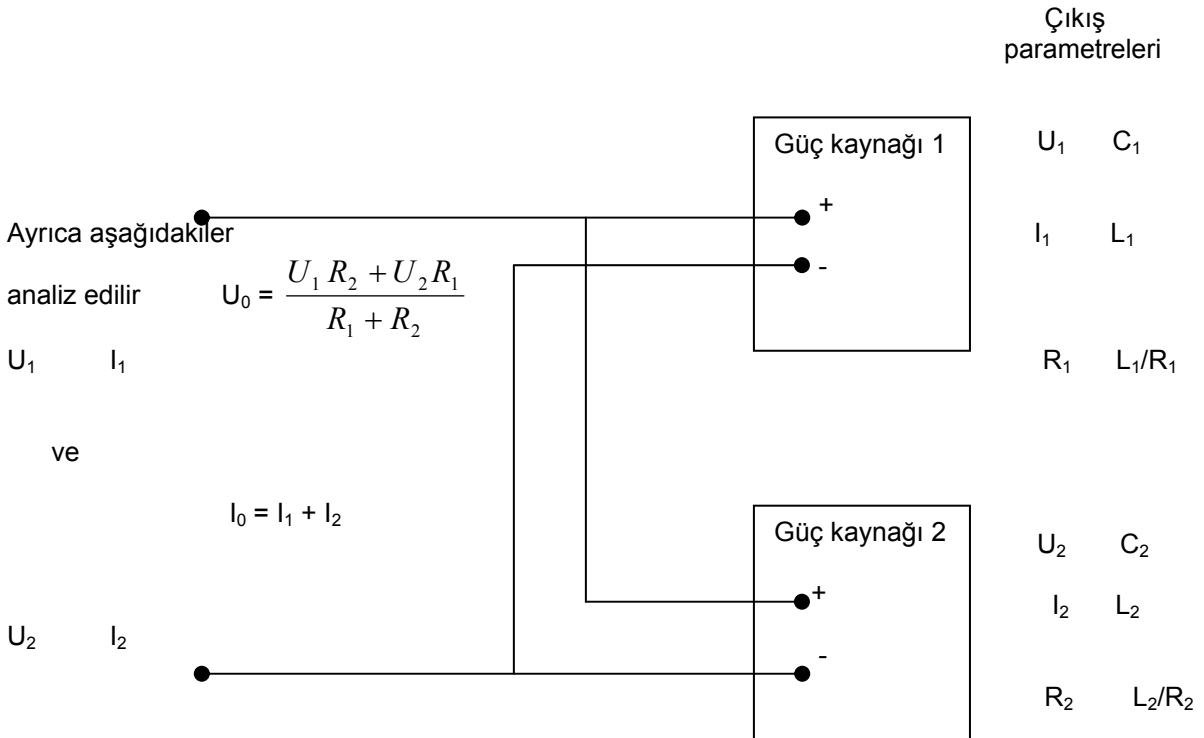 Çıkış
parametreleri
Güç kaynağı 1
U₁ C₁
+
Ayrıca aşağıdakiler
I₁ L₁
-
analiz edilir U₀ = (U₁ R₂ + U₂ R₁) / (R₁ + R₂)
U₁ I₁
R₁ L₁/R₁
ve
I₀ = I₁ + I₂
Güç kaynağı 2
U₂ C₂
+
I₂ L₂
U₂ I₂
-
R₂ L₂/R₂